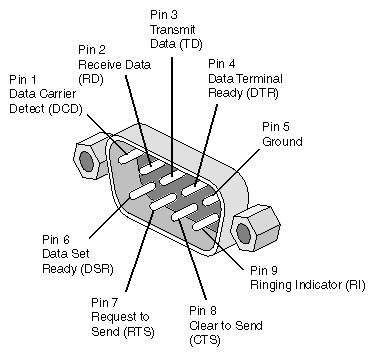 Pin 3
Transmit
Data (TD)
Pin 2
Receive Data
(RD)
Pin 4
Data Terminal
Ready (DTR)
Pin 1
Data Carrier
Detect (DCD)
Pin 5
Ground
Pin 6
Data Set
Ready (DSR)
Pin 9
Ringing Indicator (RI)
Pin 7
Request to
Send (RTS)
Pin 8
Clear to Send
(CTS)